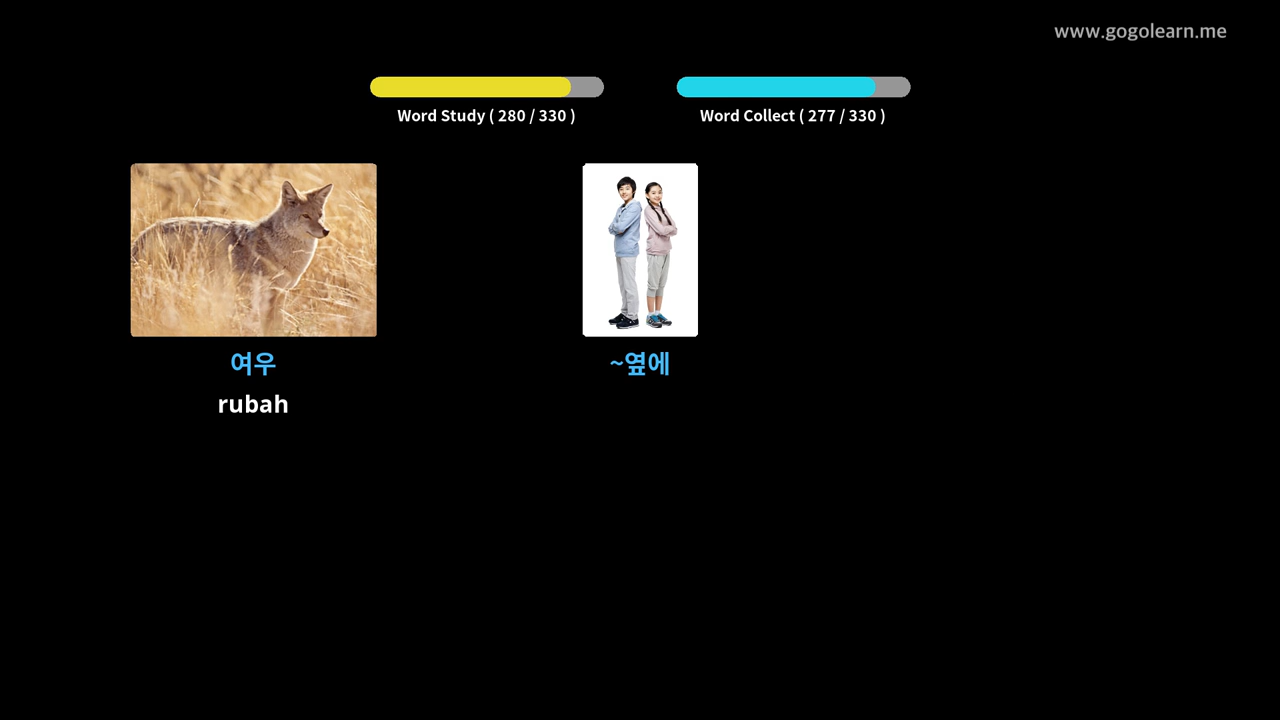 www.gogolearn.me
Word Study ( 280 / 330 )
Word Collect ( 277 / 330 )
여우
~옆에
rubah